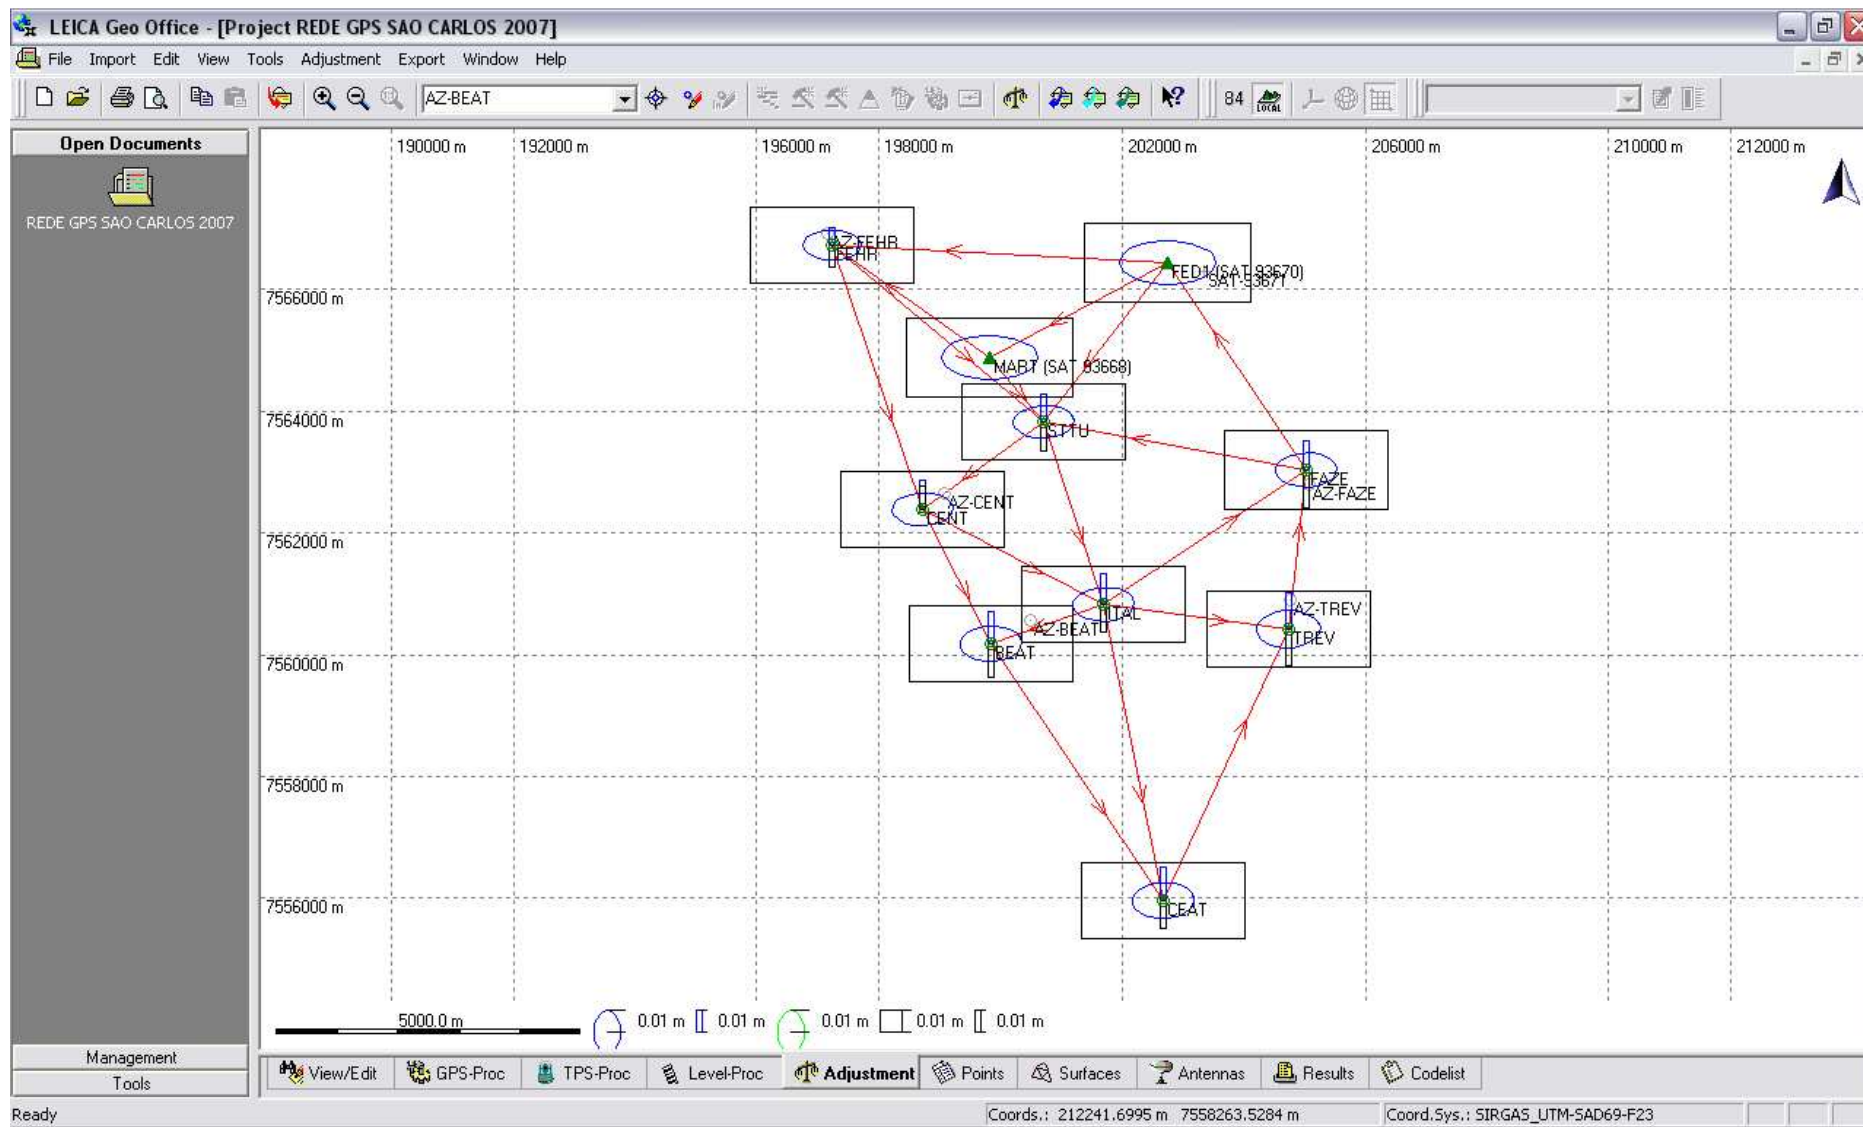 LEICA Geo Office - [Project REDE GPS SAO CARLOS 2007]
File Import Edit View Tools Adjustment Export Window Help
AZ-BEAT
84
LOCAL
Open Documents
REDE GPS SAO CARLOS 2007
190000 m 192000 m 196000 m 198000 m 202000 m 206000 m 210000 m 212000 m
AZ-FEHR
FEHR
FED1 (SAT 93670)
SAT-93671
7566000 m
MART (SAT 93668)
7564000 m
STTU
FAZE
AZ-FAZE
AZ-CENT
CENT
7562000 m
ITAL
AZ-TREV
AZ-BEAT
TREV
BEAT
7560000 m
7558000 m
7556000 m
CEAT
5000.0 m
0.01 m 0.01 m 0.01 m 0.01 m 0.01 m
Management
Tools
View/Edit GPS-Proc TPS-Proc Level-Proc Adjustment Points Surfaces Antennas Results Codelist
Ready
Coords.: 212241.6995 m 7558263.5284 m
Coord.Sys.: SIRGAS_UTM-SAD69-F23